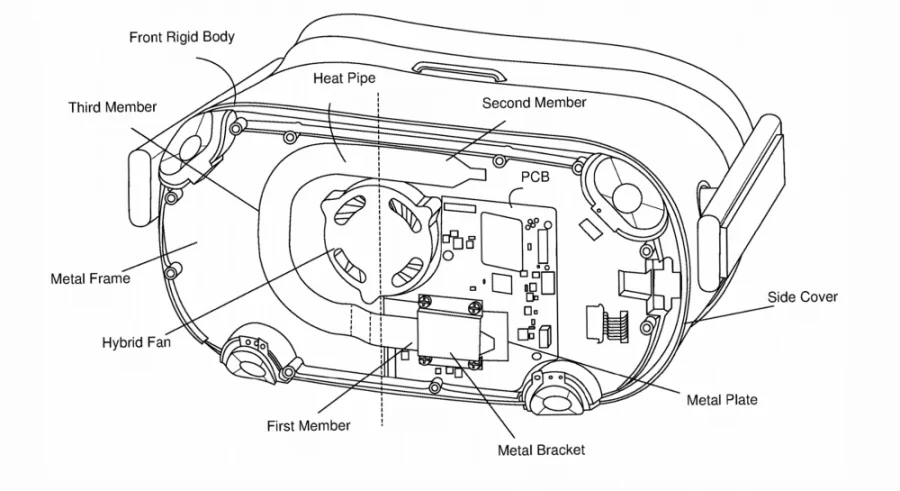 Front Rigid Body
Heat Pipe
Third Member
Second Member
PCB
Metal Frame
Side Cover
Hybrid Fan
Metal Plate
First Member
Metal Bracket